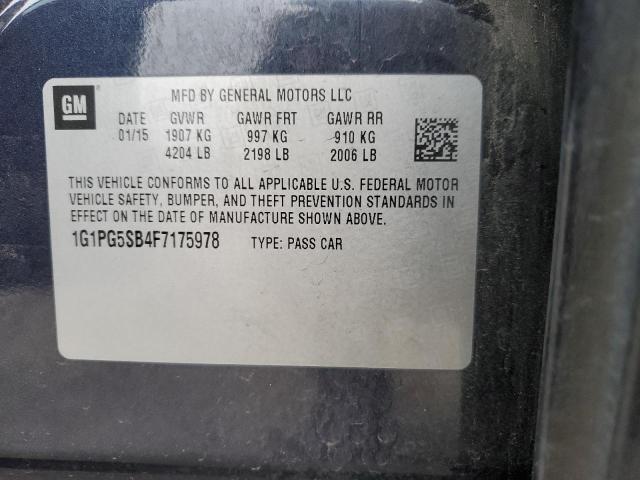 GM
MFD BY GENERAL MOTORS LLC
DATE GVWR GAWR FRT GAWR RR
01/15 1907 KG 997 KG 910 KG
4204 LB 2198 LB 2006 LB
THIS VEHICLE CONFORMS TO ALL APPLICABLE U.S. FEDERAL MOTOR
VEHICLE SAFETY, BUMPER, AND THEFT PREVENTION STANDARDS IN
EFFECT ON THE DATE OF MANUFACTURE SHOWN ABOVE.
1G1PG5SB4F7175978 TYPE: PASS CAR